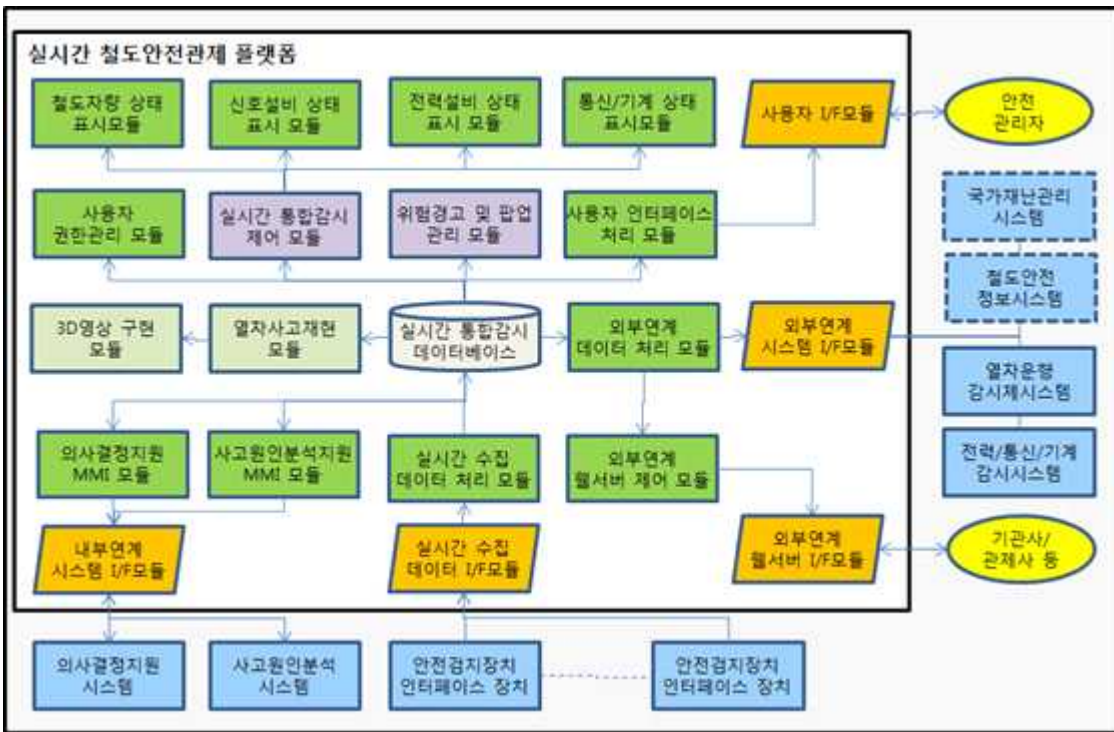 실시간 철도안전관제 플랫폼
철도차량 상태
표시모듈
신호설비 상태
표시 모듈
전력설비 상태
표시 모듈
통신/기계 상태
표시모듈
사용자 I/F모듈
안전
관리자
국가재난관리
시스템
사용자
권한관리 모듈
실시간 통합감시
제어 모듈
위험경고 및 팝업
관리 모듈
사용자 인터페이스
처리 모듈
철도안전
정보시스템
3D영상 구현
모듈
열차사고재현
모듈
실시간 통합감시
데이터베이스
외부연계
데이터 처리 모듈
외부연계
시스템 I/F모듈
열차운행
감시제시스템
의사결정지원
MMI 모듈
사고원인분석지원
MMI 모듈
실시간 수집
데이터 처리 모듈
외부연계
웹서버 제어 모듈
전력/통신/기계
감시시스템
내부연계
시스템 I/F모듈
실시간 수집
데이터 I/F모듈
외부연계
웹서버 I/F모듈
기관사/
관제사 등
의사결정지원
시스템
사고원인분석
시스템
안전검지장치
인터페이스 장치
안전검지장치
인터페이스 장치